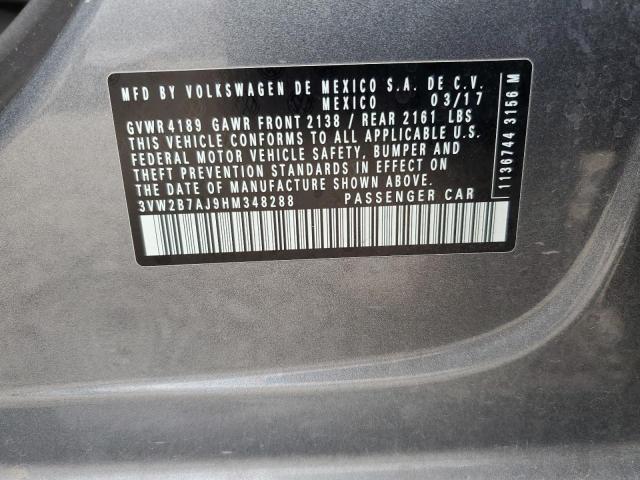 MFD BY VOLKSWAGEN DE MEXICO S.A. DE C.V.
MEXICO 03/17
GVWR 4189 GAWR FRONT 2138 / REAR 2161 LBS
THIS VEHICLE CONFORMS TO ALL APPLICABLE U.S.
FEDERAL MOTOR VEHICLE SAFETY, BUMPER AND
THEFT PREVENTION STANDARDS IN EFFECT ON
THE DATE OF MANUFACTURE SHOWN ABOVE.
3VW2B7AJ9HM348288 PASSENGER CAR
1136744 3156 M